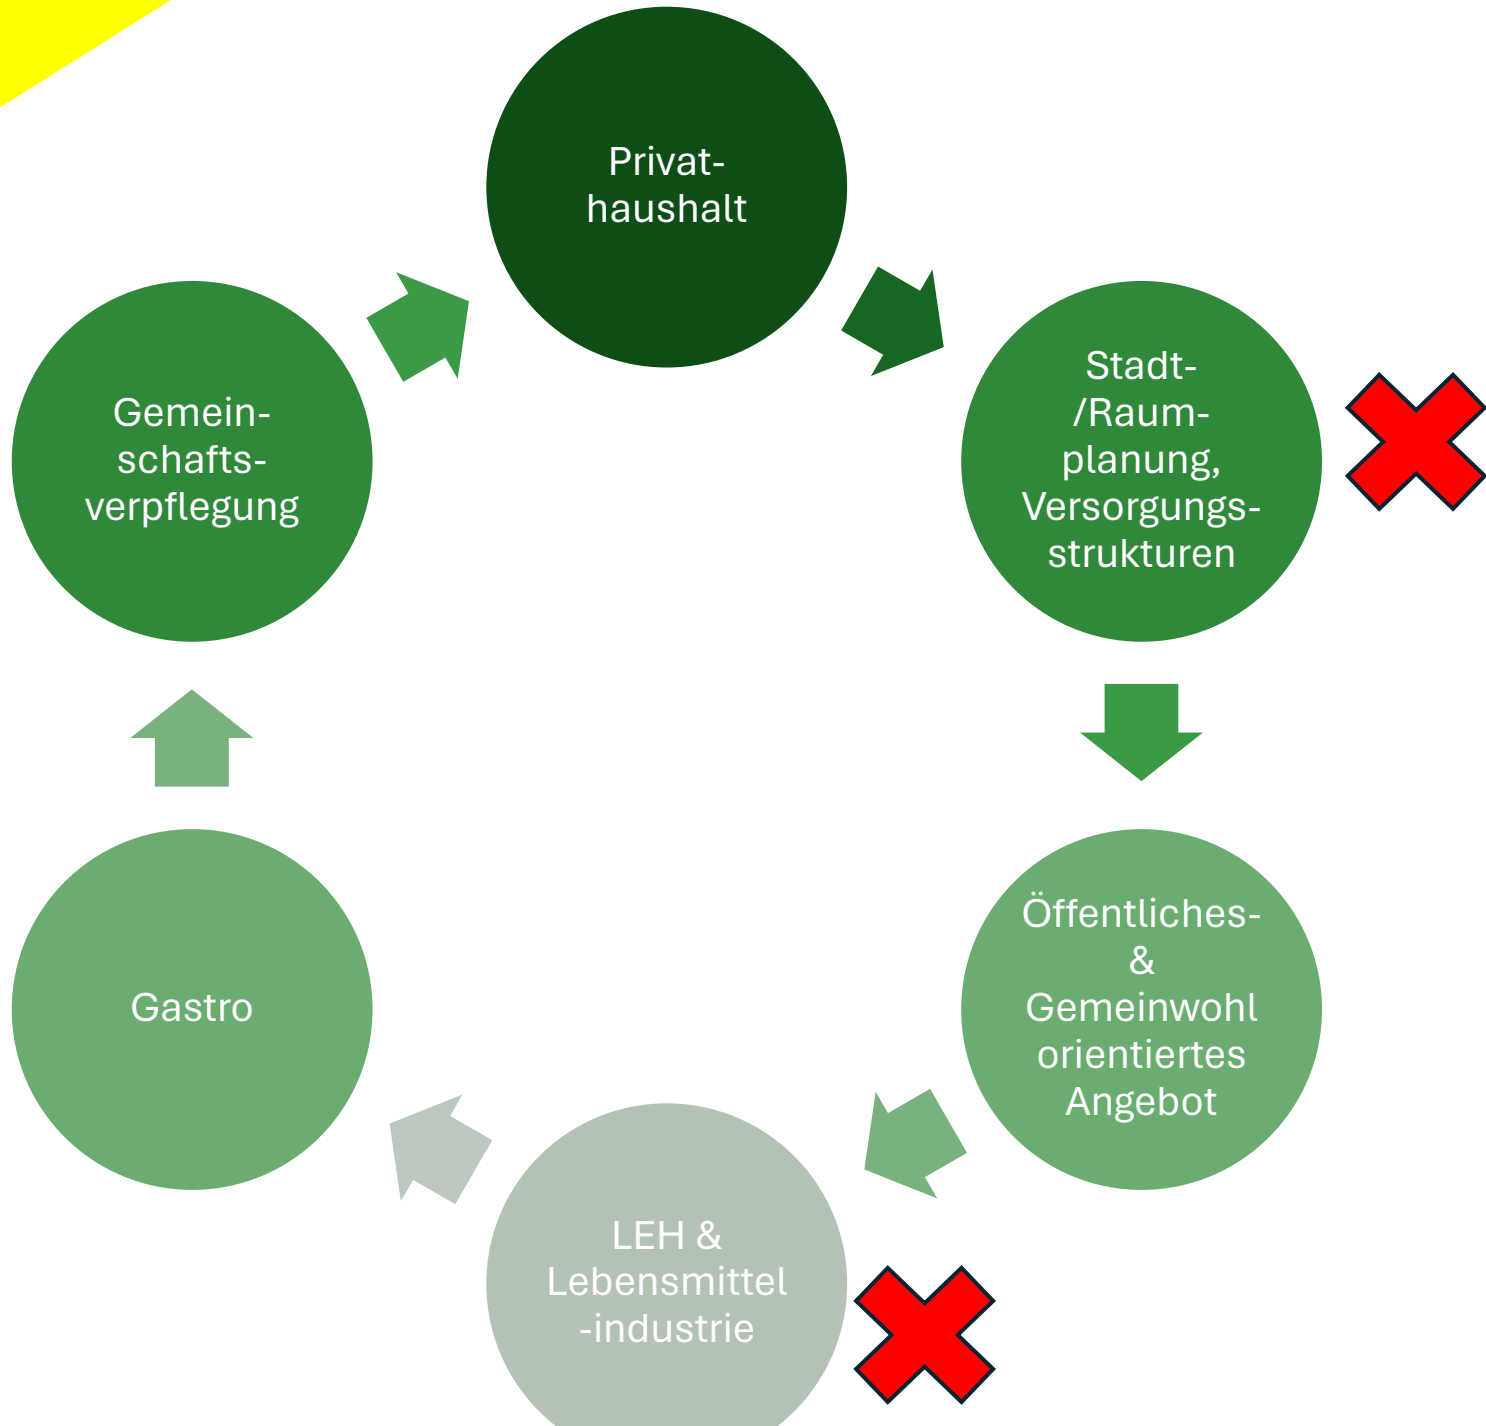 Privat-
haushalt
Stadt-
/Raum-
planung,
Versorgungs-
strukturen
Öffentliches-
&
Gemeinwohl
orientiertes
Angebot
LEH &
Lebensmittel
-industrie
Gastro
Gemein-
schafts-
verpflegung